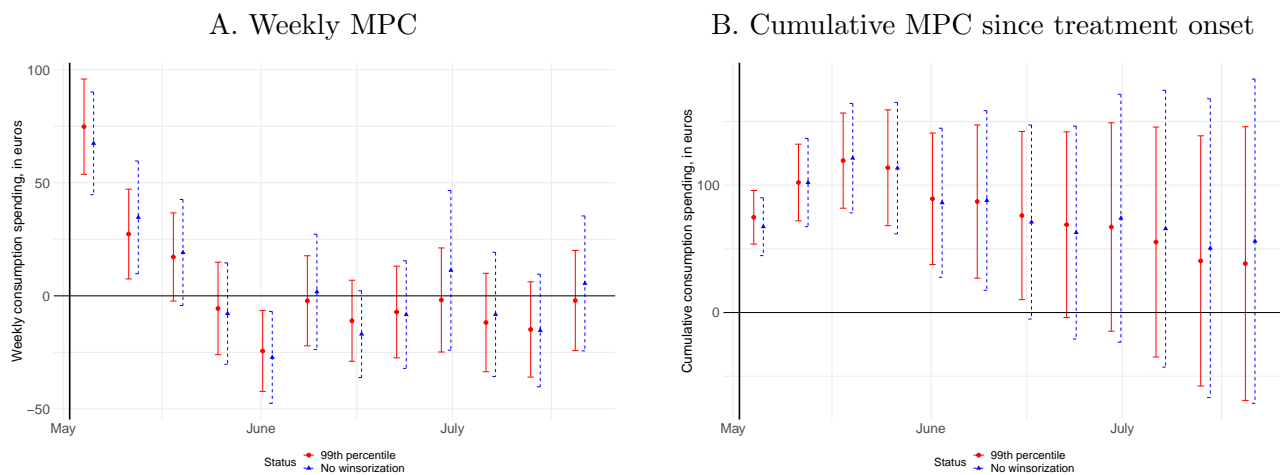 A. Weekly MPC
Weekly consumption spending, in euros
100
50
0
−50
May
June
July
Status
99th percentile
No winsorization
B. Cumulative MPC since treatment onset
Cumulative consumption spending, in euros
100
0
May
June
July
Status
99th percentile
No winsorization